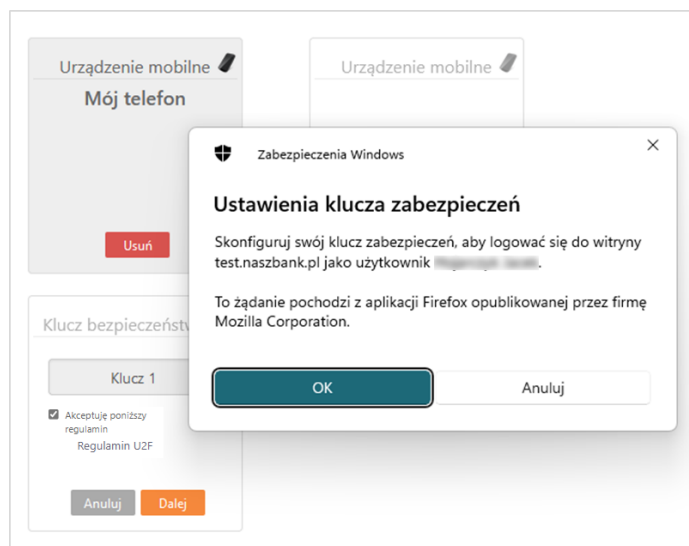 Urządzenie mobilne
Mój telefon
Usuń
Urządzenie mobilne
Klucz bezpieczeństw
Klucz 1
Akceptuję poniższy
regulamin
Regulamin U2F
Anuluj
Dalej
Zabezpieczenia Windows
Ustawienia klucza zabezpieczeń
Skonfiguruj swój klucz zabezpieczeń, aby logować się do witryny
test.naszbank.pl jako użytkownik .
To żądanie pochodzi z aplikacji Firefox opublikowanej przez firmę
Mozilla Corporation.
OK
Anuluj